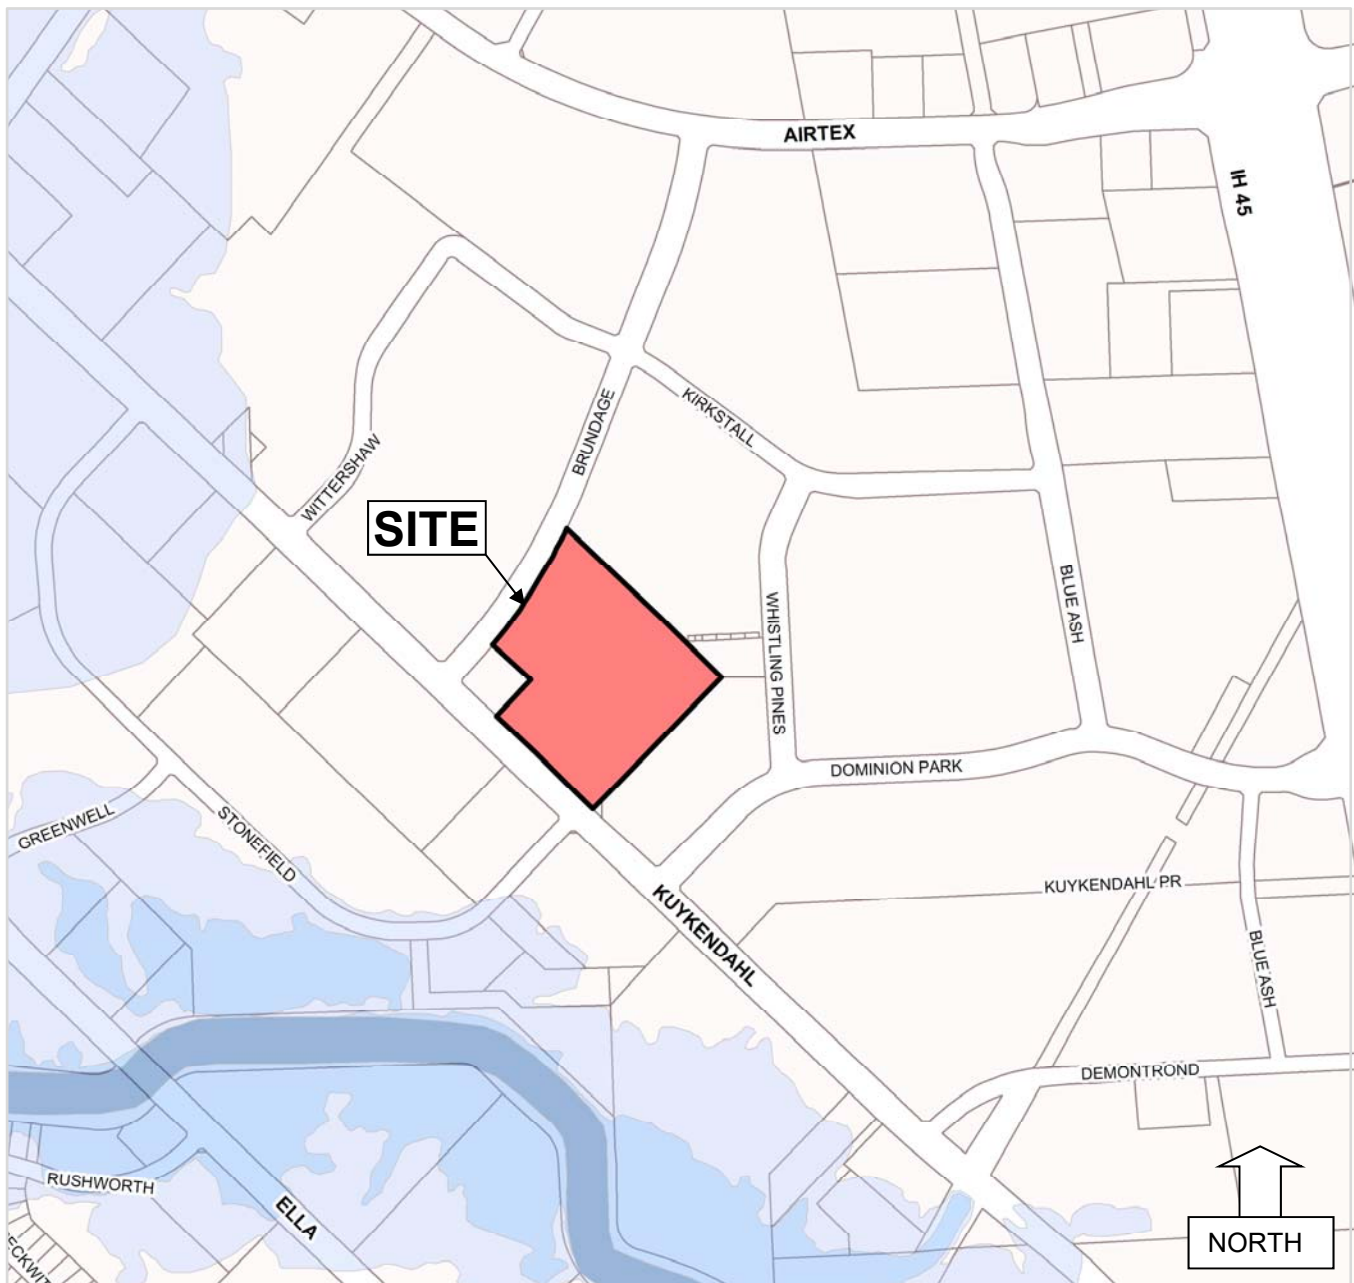 AIRTEX
IH 45
KIRKSTALL
BRUNDAGE
WITTERSHAW
SITE
BLUE ASH
WHISTLING PINES
DOMINION PARK
GREENWELL
STONEFIELD
KUYKENDAHL PR
KUYKENDAHL
BLUE ASH
DEMONTROND
RUSHWORTH
ELLA
NORTH